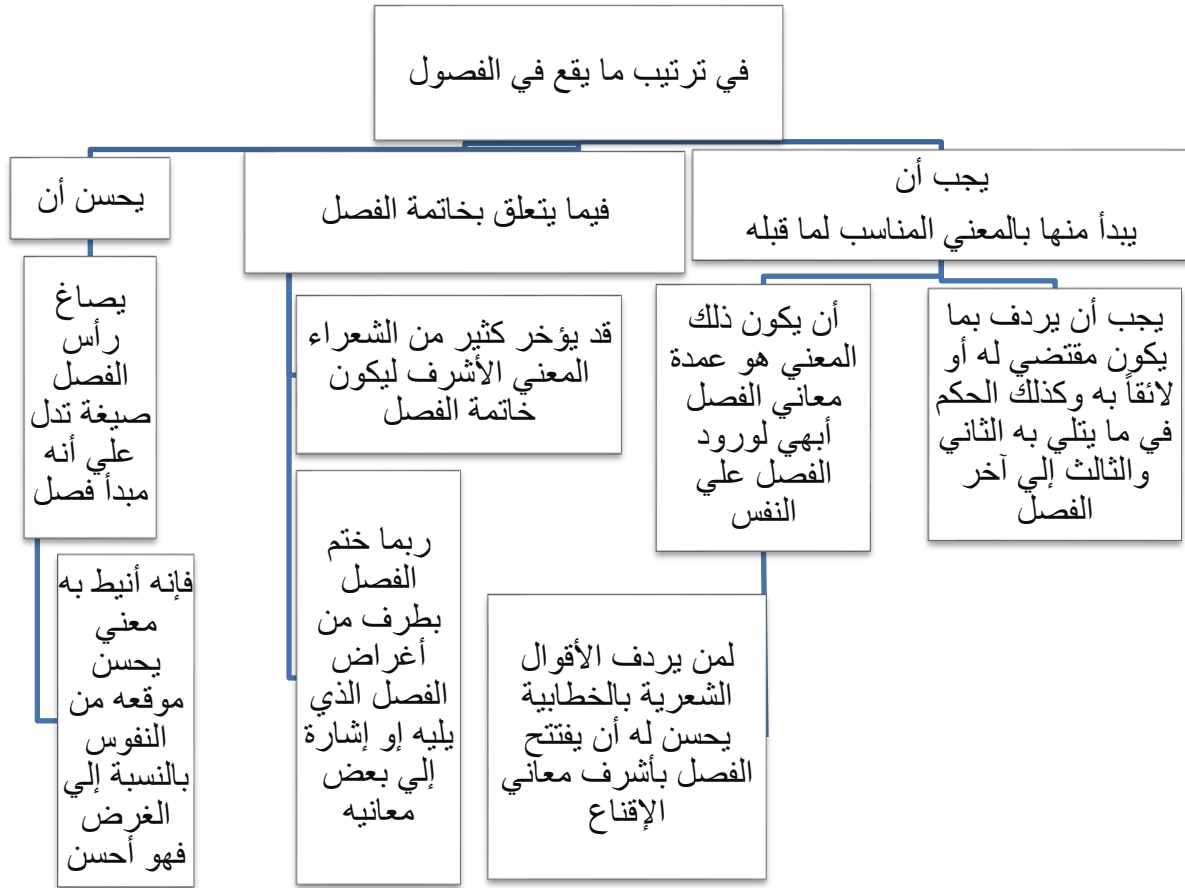 في ترتيب ما يقع في الفصول
يجب أن
يبدأ منها بالمعني المناسب لما قبله
يجب أن يردف بما
يكون مقتضي له أو
لائقاً به وكذلك الحكم
في ما يتلي به الثاني
والثالث إلي آخر
الفصل
أن يكون ذلك
المعني هو عمدة
معاني الفصل
أبهي لورود
الفصل علي
النفس
لمن يردف الأقوال
الشعرية بالخطابية
يحسن له أن يفتتح
الفصل بأشرف معاني
الإقناع
فيما يتعلق بخاتمة الفصل
قد يؤخر كثير من الشعراء
المعني الأشرف ليكون
خاتمة الفصل
ربما ختم
الفصل
بطرف من
أغراض
الفصل الذي
يليه إو إشارة
إلي بعض
معانيه
يحسن أن
يصاغ
رأس
الفصل
صيغة تدل
علي أنه
مبدأ فصل
فإنه أنيط به
معني
يحسن
موقعه من
النفوس
بالنسبة إلي
الغرض
فهو أحسن